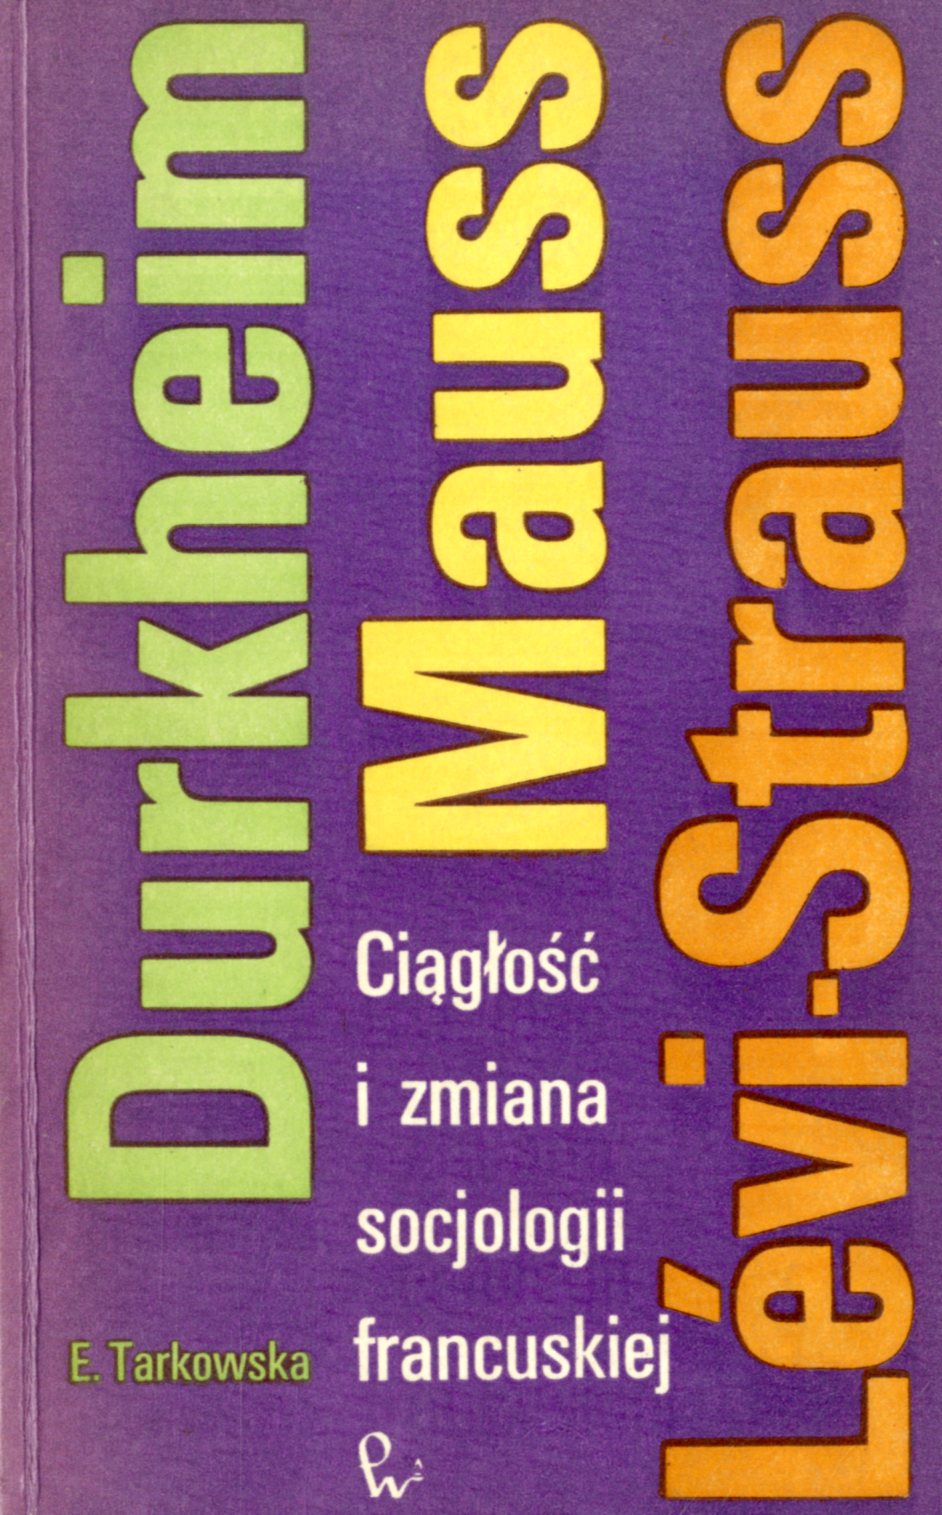 Durkheim
Mauss
Lévi-Strauss
Ciągłość
i zmiana
socjologii
francuskiej
E. Tarkowska